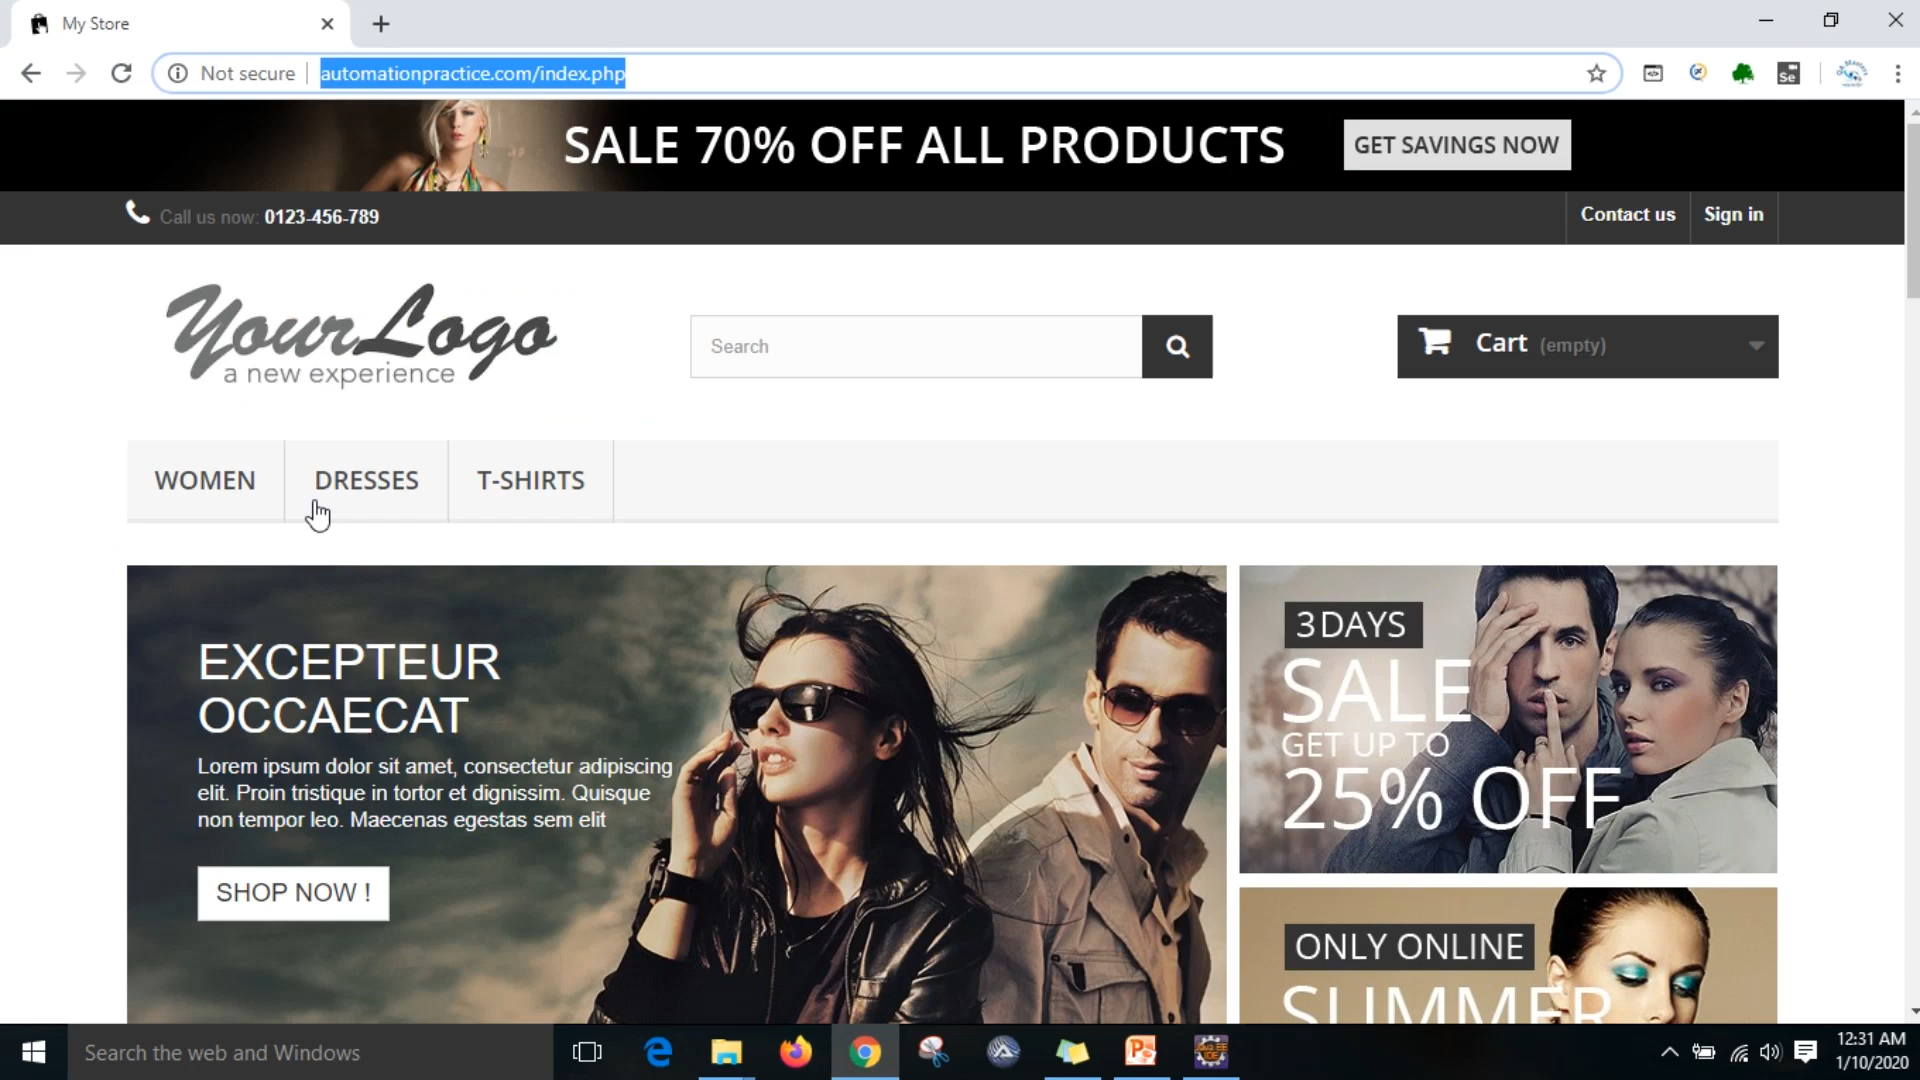 My Store
Not secure
automationpractice.com/index.php
Se
SALE 70% OFF ALL PRODUCTS
GET SAVINGS NOW
Call us now: 0123-456-789
Contact us
Sign in
Your Logo
a new experience
Search
Cart (empty)
WOMEN
DRESSES
T-SHIRTS
EXCEPTEUR
OCCAECAT
Lorem ipsum dolor sit amet, consectetur adipiscing
elit. Proin tristique in tortor et dignissim. Quisque
non tempor leo. Maecenas egestas sem elit
SHOP NOW !
3 DAYS
SALE
GET UP TO
25% OFF
ONLY ONLINE
SUMMER
Search the web and Windows
12:31 AM
1/10/2020